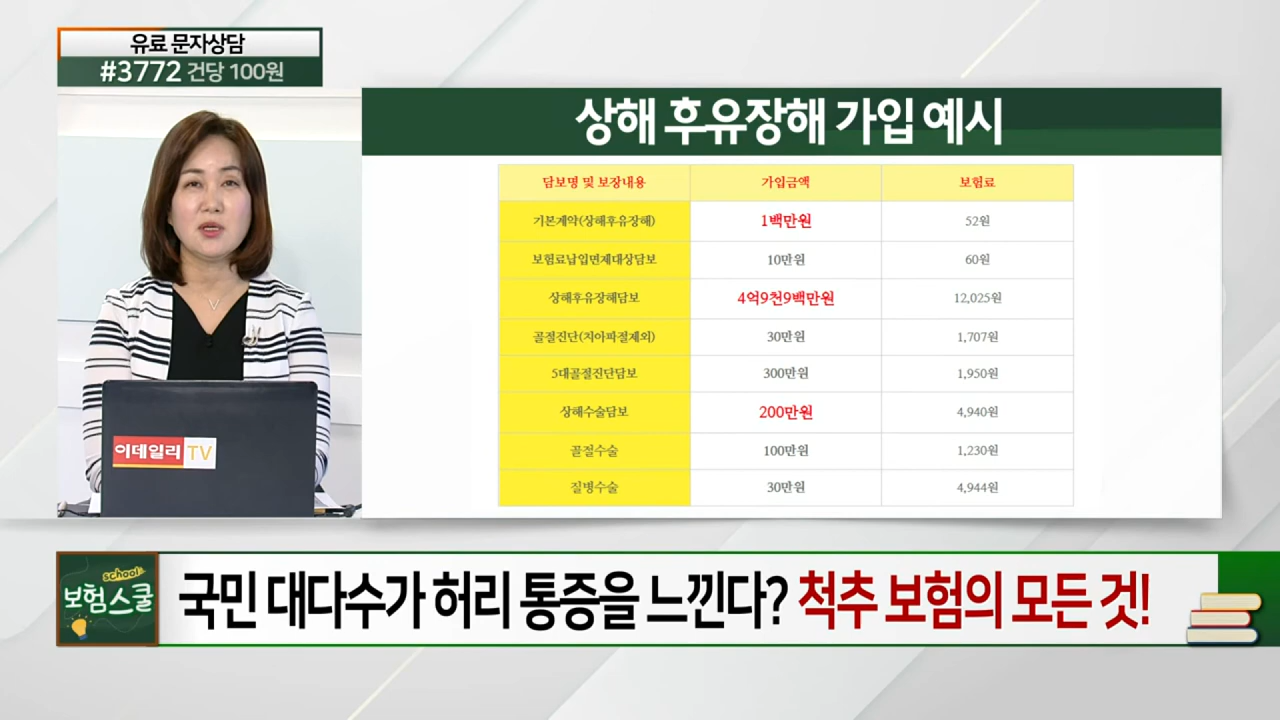 유료 문자상담
#3772 건당 100원
상해 후유장해 가입 예시
담보명 및 보장내용 가입금액 보험료
기본계약(상해후유장해) 1백만원 52원
보험료납입면제대상담보 10만원 60원
상해후유장해담보 4억9천9백만원 12,025원
골절진단(치아파절제외) 30만원 1,707원
5대골절진단담보 300만원 1,950원
상해수술담보 200만원 4,940원
골절수술 100만원 1,230원
질병수술 30만원 4,944원
이데일리 TV
school
보험스쿨
국민 대다수가 허리 통증을 느낀다? 척추 보험의 모든 것!